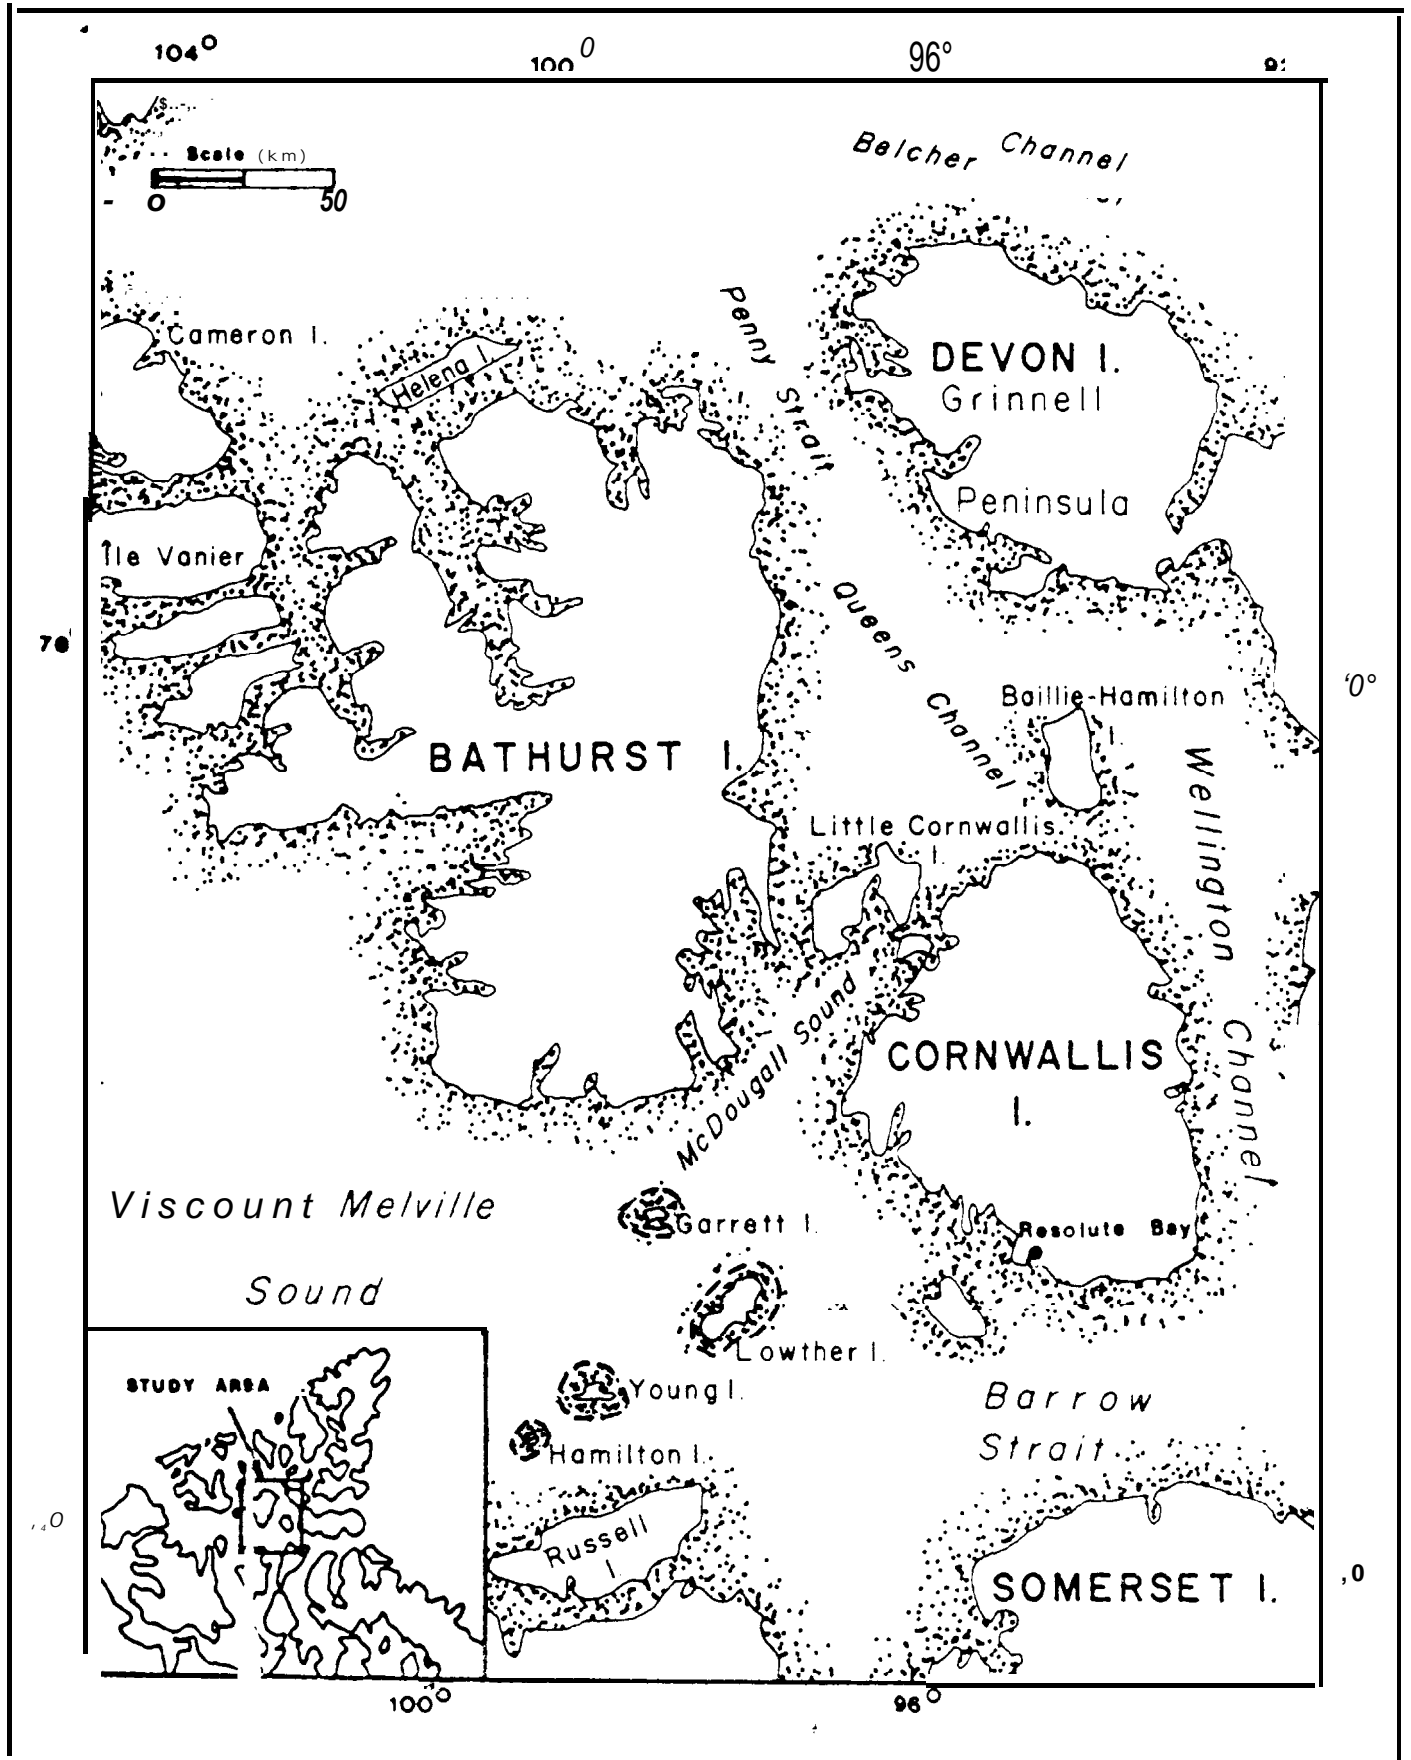 104°
100°
96°
Scale (km)
0 50
Belcher Channel
Penny Strait
Cameron I.
Helena I.
DEVON I.
Grinnell
Peninsula
Île Vanier
Queens Channel
Baillie-Hamilton
I.
BATHURST I.
Wellington Channel
Little Cornwallis
I.
McDougall Sound
CORNWALLIS
I.
Viscount Melville
Sound
Garrett I.
Resolute Bay
Lowther I.
Young I.
Hamilton I.
Barrow
Strait
STUDY AREA
Russell
I.
SOMERSET I.
100°
96°